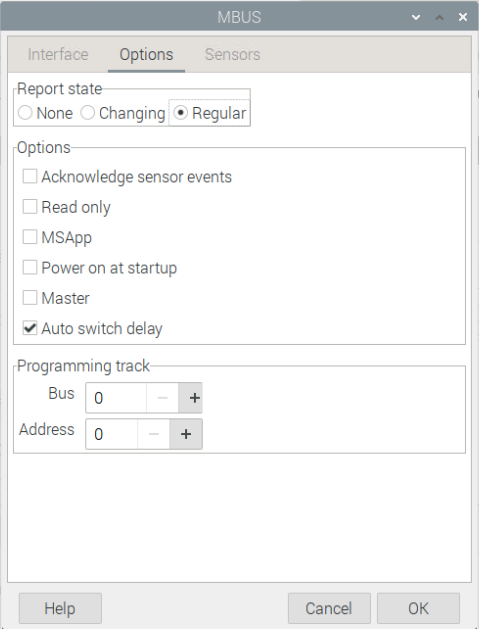 MBUS
Interface Options Sensors
Report state
None Changing Regular
Options
Acknowledge sensor events
Read only
MSApp
Power on at startup
Master
Auto switch delay
Programming track
Bus 0 − +
Address 0 − +
Help Cancel OK